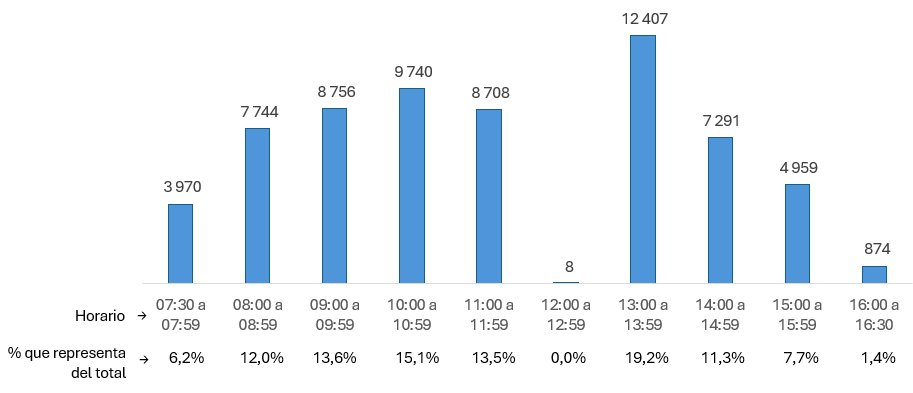 12 407
9 740
8 756
8 708
7 744
7 291
4 959
3 970
874
8
Horario → 07:30 a 08:00 a 09:00 a 10:00 a 11:00 a 12:00 a 13:00 a 14:00 a 15:00 a 16:00 a
07:59 08:59 09:59 10:59 11:59 12:59 13:59 14:59 15:59 16:30
% que representa → 6,2% 12,0% 13,6% 15,1% 13,5% 0,0% 19,2% 11,3% 7,7% 1,4%
del total